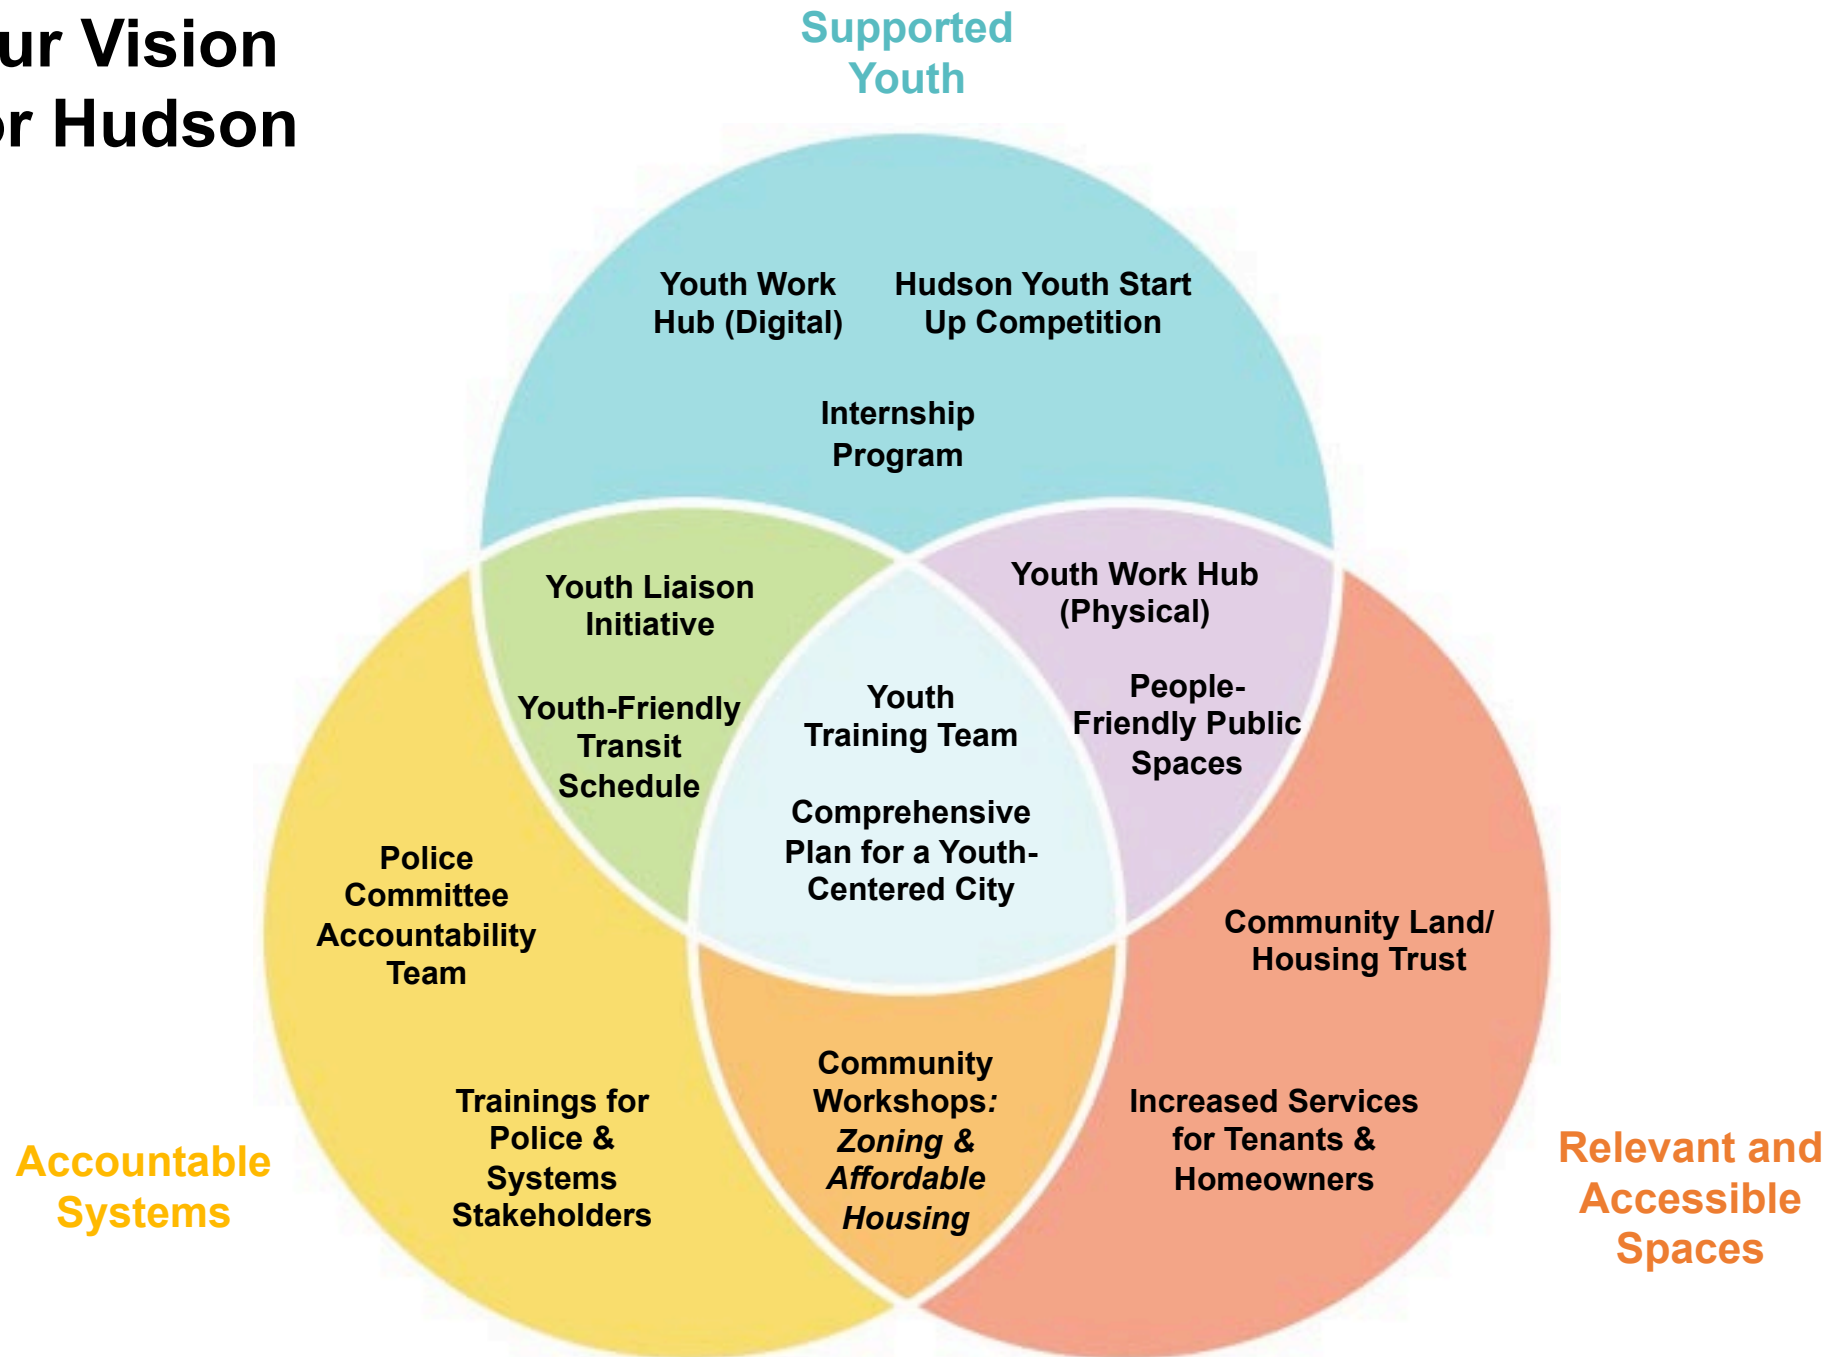 ur Vision
or Hudson
Supported
Youth
Youth Work
Hub (Digital)
Hudson Youth Start
Up Competition
Internship
Program
Youth Liaison
Initiative
Youth-Friendly
Transit
Schedule
Youth Work Hub
(Physical)
People-
Friendly Public
Spaces
Youth
Training Team
Comprehensive
Plan for a Youth-
Centered City
Police
Committee
Accountability
Team
Trainings for
Police &
Systems
Stakeholders
Community
Workshops:
Zoning &
Affordable
Housing
Community Land/
Housing Trust
Increased Services
for Tenants &
Homeowners
Accountable
Systems
Relevant and
Accessible
Spaces